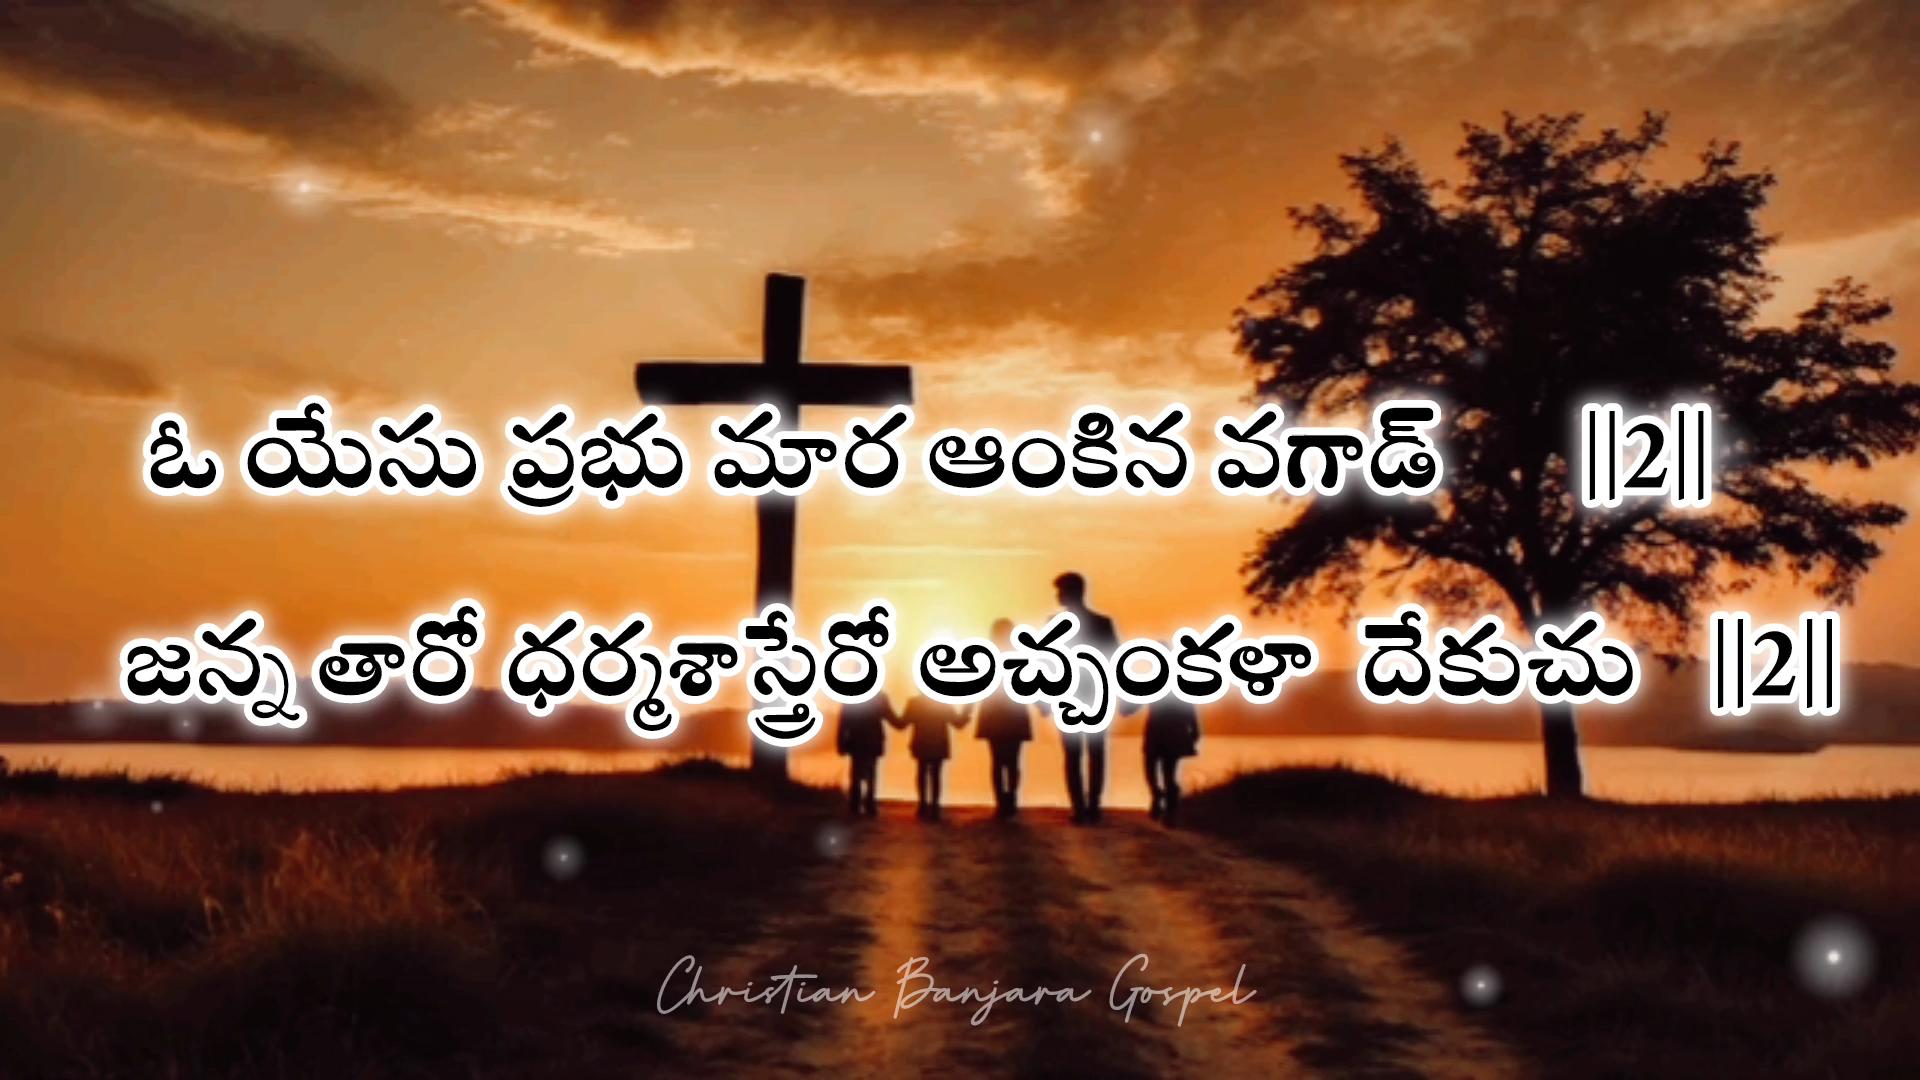 ఓ యేసు ప్రభు మార ఆంకిన వగాడ్ ||2||
జన్న తారో ధర్మశాస్త్రేరో అచ్చంకళా దేకుచు ||2||
Christian Banjara Gospel